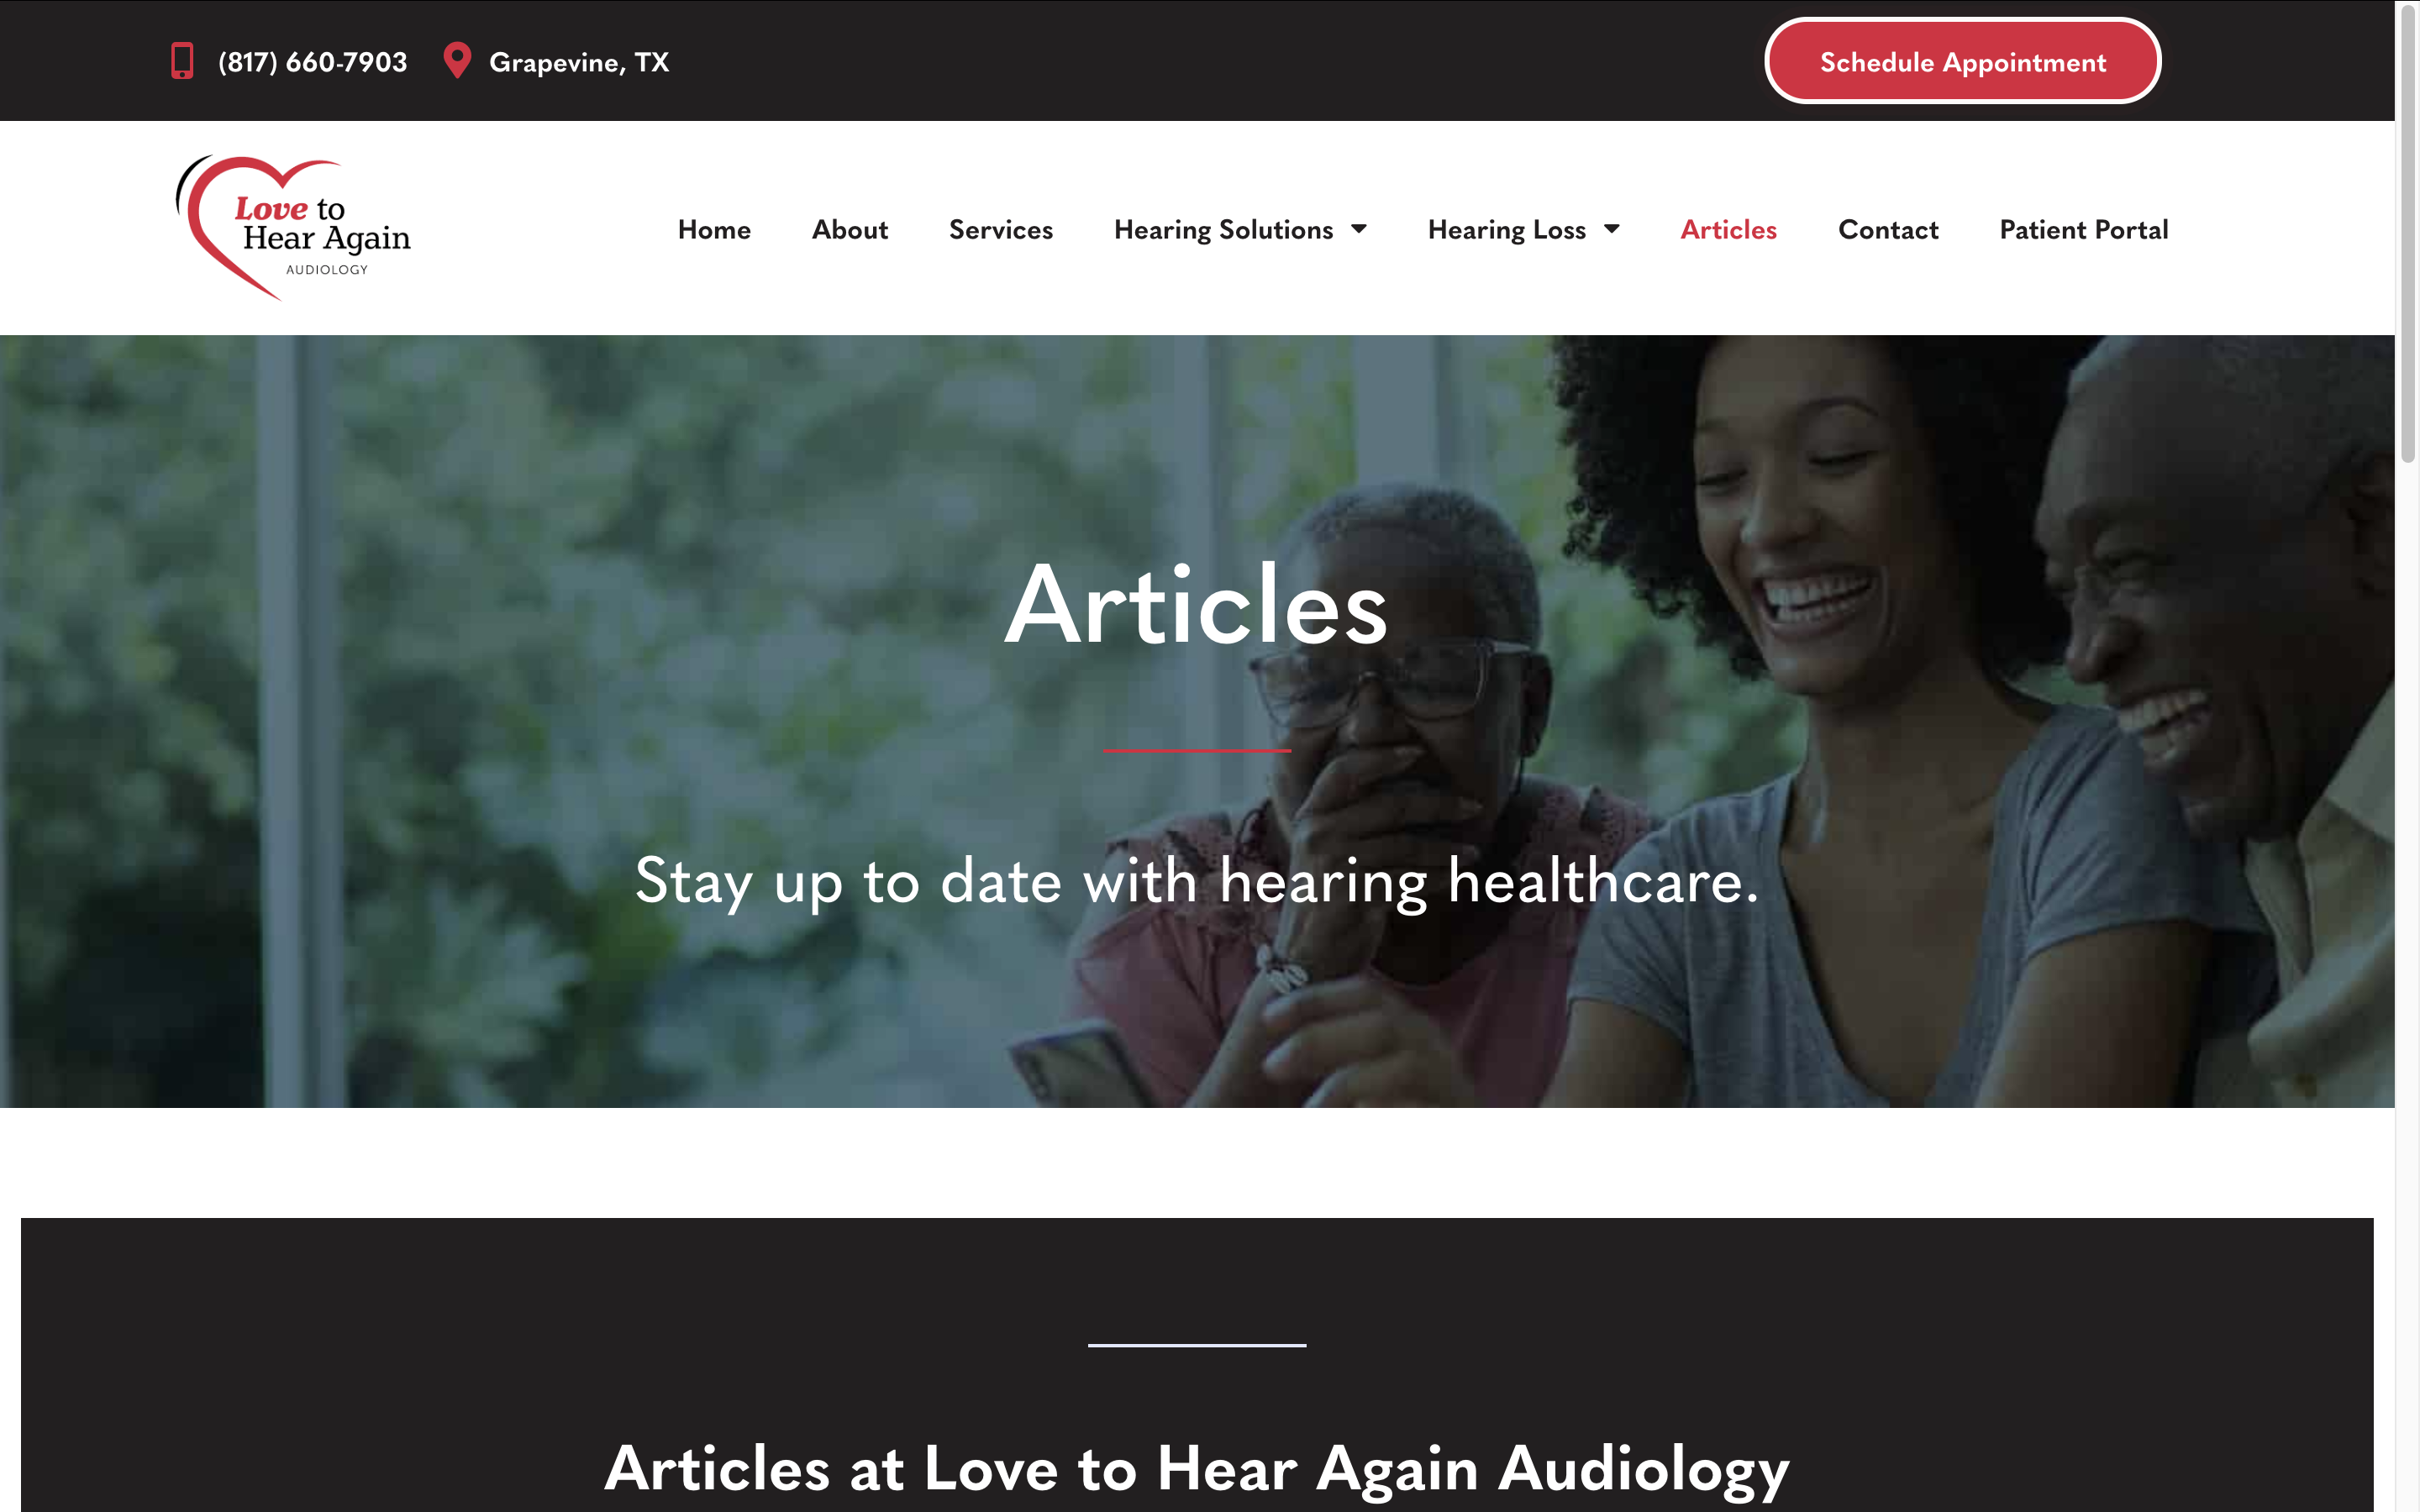 (817) 660-7903 Grapevine, TX Schedule Appointment
Love to
Hear Again
AUDIOLOGY
Home About Services Hearing Solutions Hearing Loss Articles Contact Patient Portal
Articles
Stay up to date with hearing healthcare.
Articles at Love to Hear Again Audiology